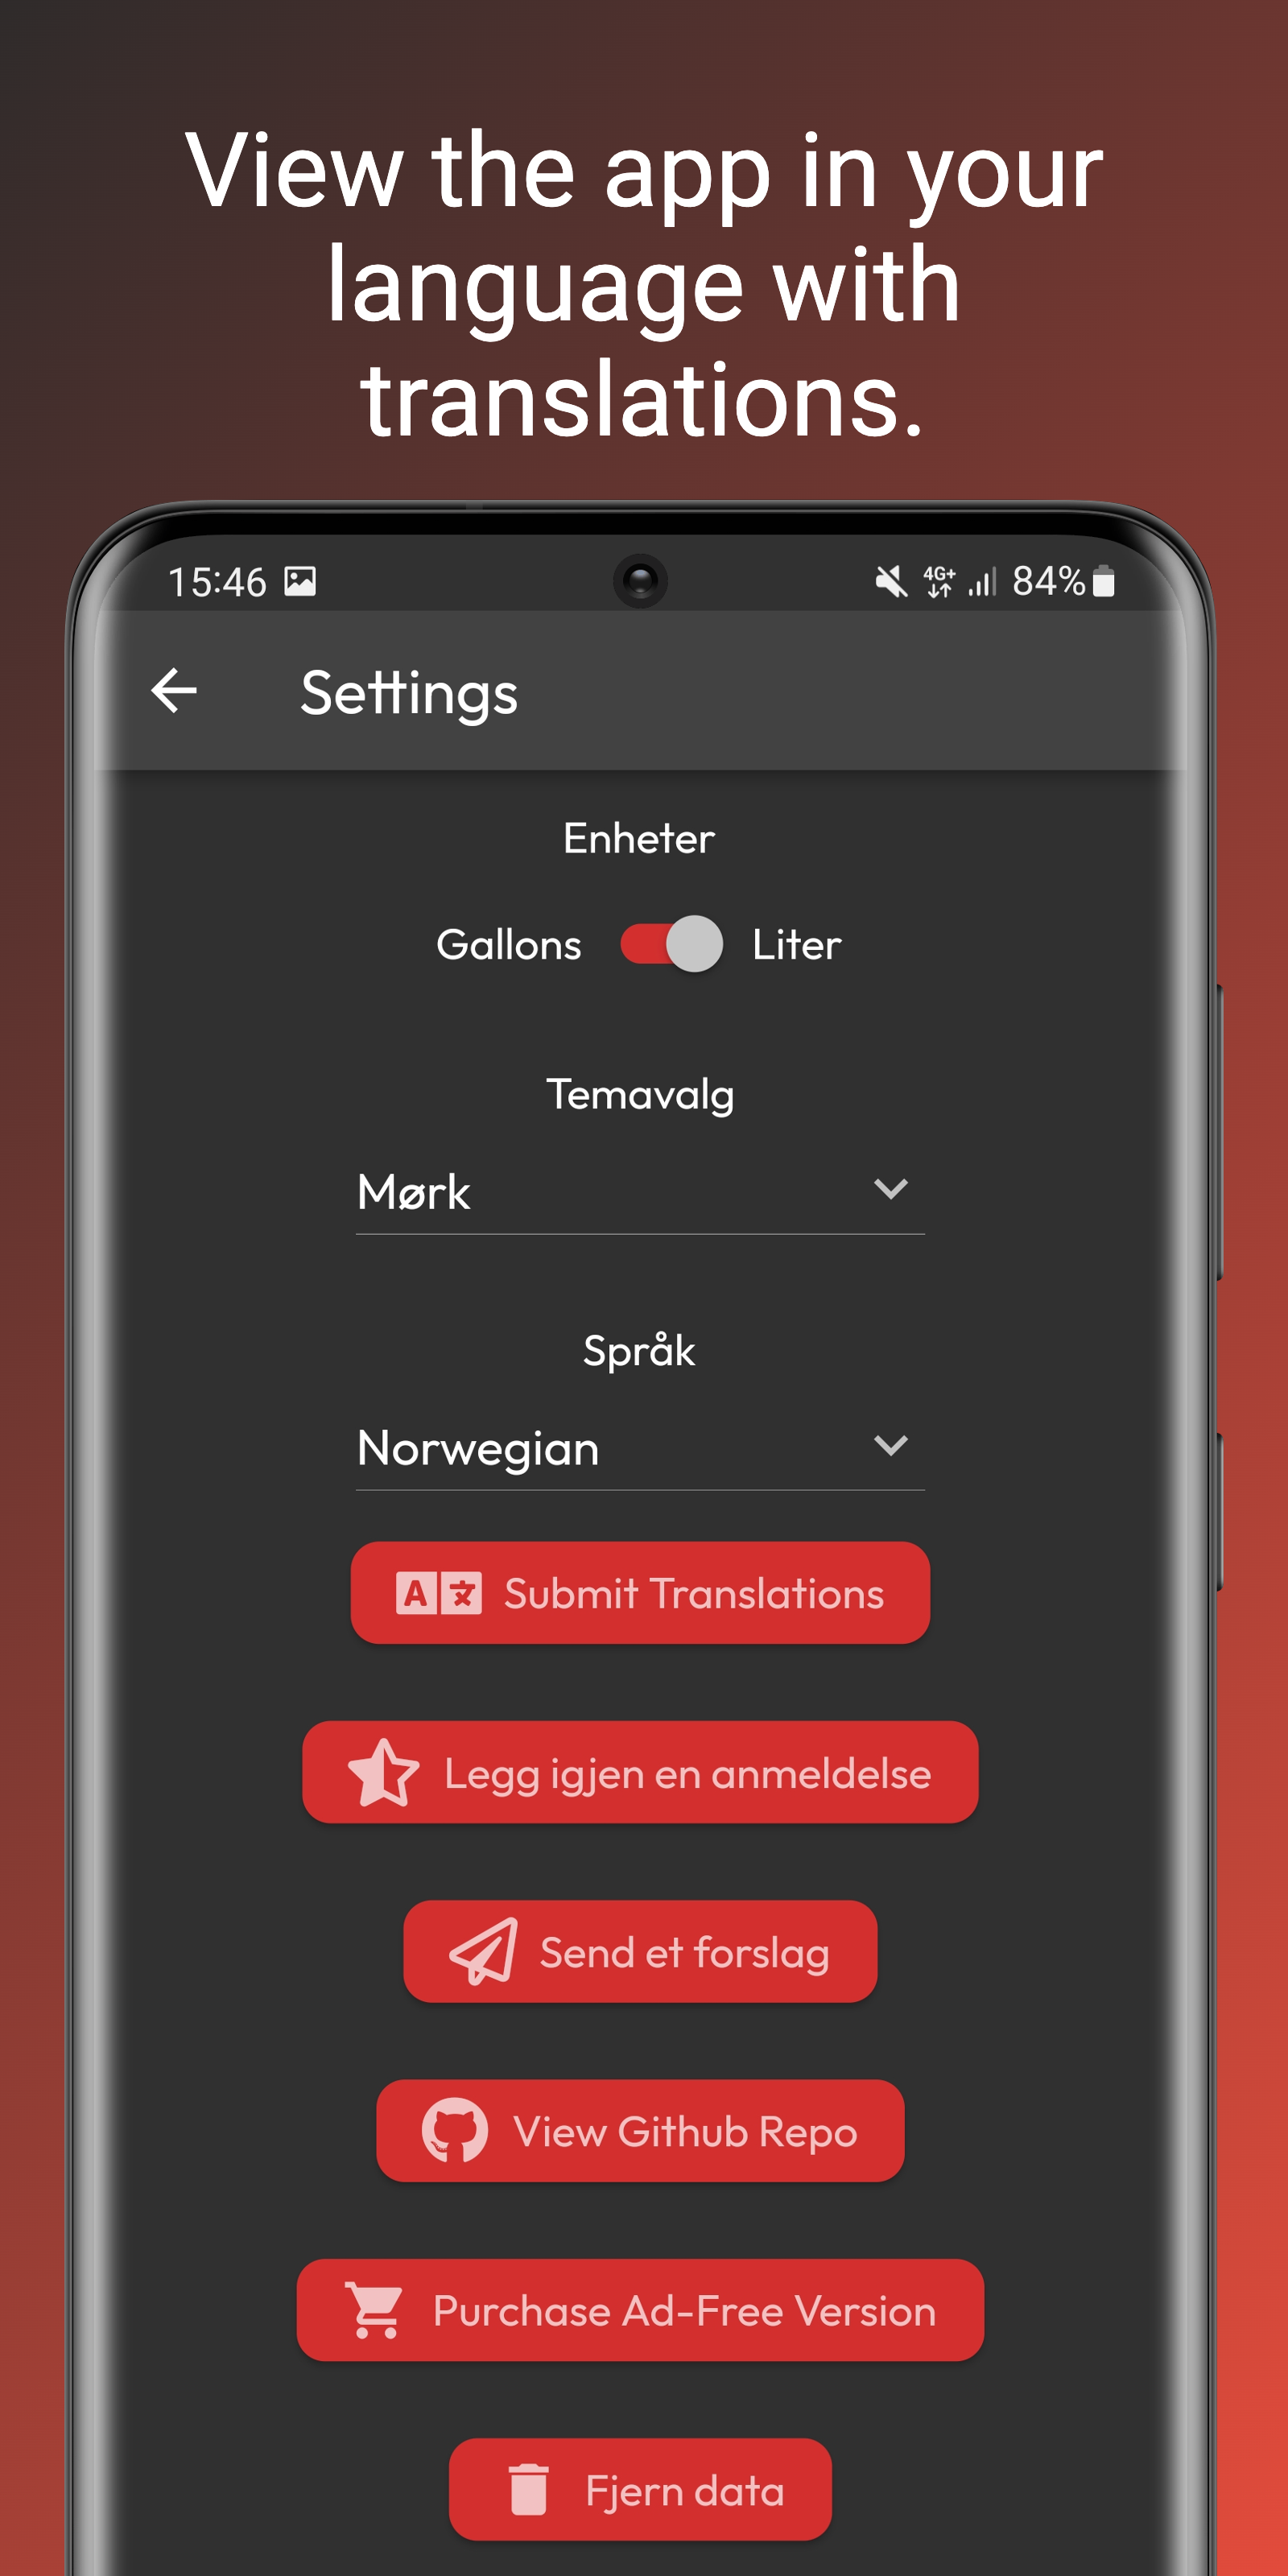 View the app in your
language with
translations.
15:46 4G+ 84%
Settings
Enheter
Gallons Liter
Temavalg
Mørk
Språk
Norwegian
A 文 Submit Translations
Legg igjen en anmeldelse
Send et forslag
View Github Repo
Purchase Ad-Free Version
Fjern data